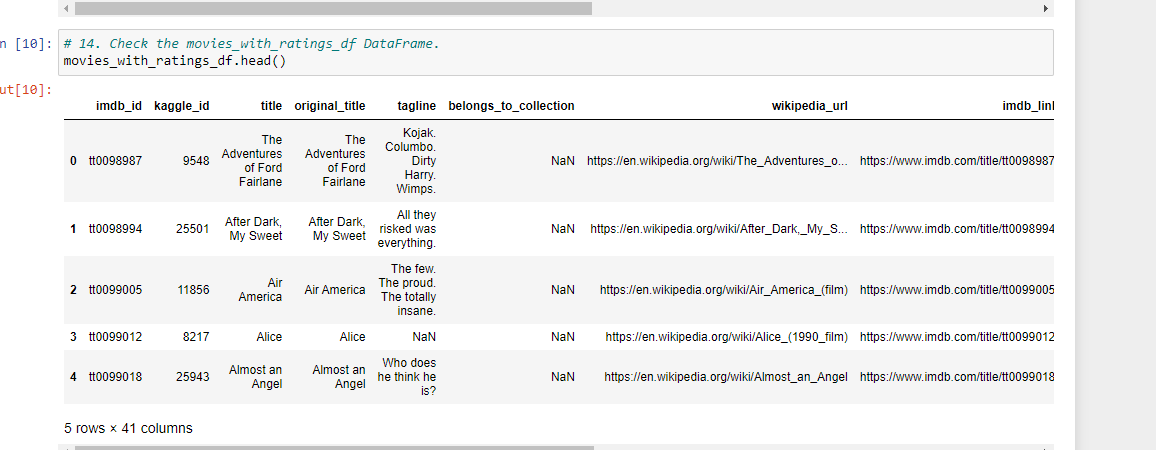 n [10]:
# 14. Check the movies_with_ratings_df DataFrame.
movies_with_ratings_df.head()
ut[10]:
imdb_id kaggle_id title original_title tagline belongs_to_collection wikipedia_url imdb_link
0 tt0098987 9548 The Adventures of Ford Fairlane The Adventures of Ford Fairlane Kojak. Columbo. Dirty Harry. Wimps. NaN https://en.wikipedia.org/wiki/The_Adventures_o... https://www.imdb.com/title/tt0098987
1 tt0098994 25501 After Dark, My Sweet After Dark, My Sweet All they risked was everything. NaN https://en.wikipedia.org/wiki/After_Dark,_My_S... https://www.imdb.com/title/tt0098994
2 tt0099005 11856 Air America Air America The few. The proud. The totally insane. NaN https://en.wikipedia.org/wiki/Air_America_(film) https://www.imdb.com/title/tt0099005
3 tt0099012 8217 Alice Alice NaN NaN https://en.wikipedia.org/wiki/Alice_(1990_film) https://www.imdb.com/title/tt0099012
4 tt0099018 25943 Almost an Angel Almost an Angel Who does he think he is? NaN https://en.wikipedia.org/wiki/Almost_an_Angel https://www.imdb.com/title/tt0099018
5 rows × 41 columns